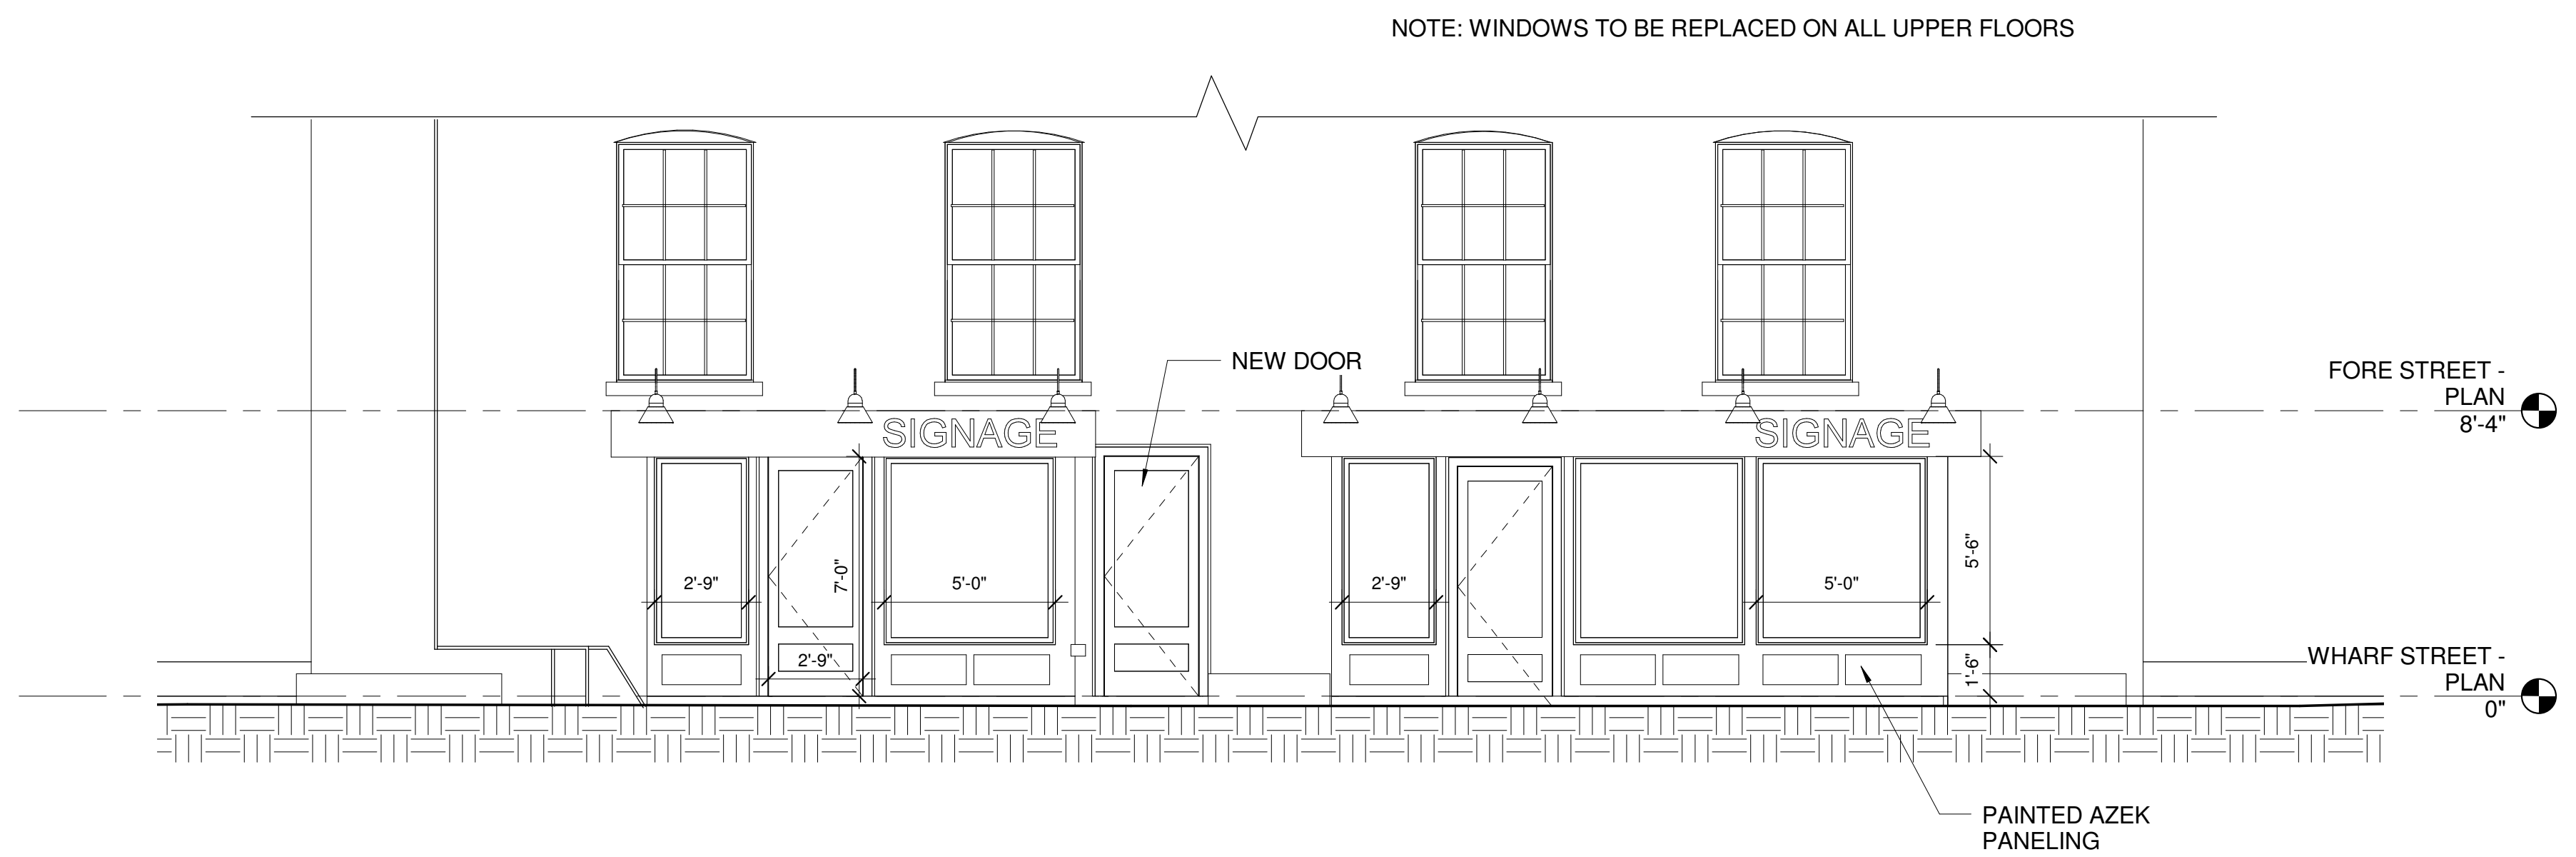 NOTE: WINDOWS TO BE REPLACED ON ALL UPPER FLOORS
NEW DOOR
FORE STREET -
PLAN
8'-4"
SIGNAGE
SIGNAGE
2'-9"
7'-0"
5'-0"
2'-9"
5'-0"
5'-6"
2'-9"
1'-6"
WHARF STREET -
PLAN
0"
PAINTED AZEK
PANELING